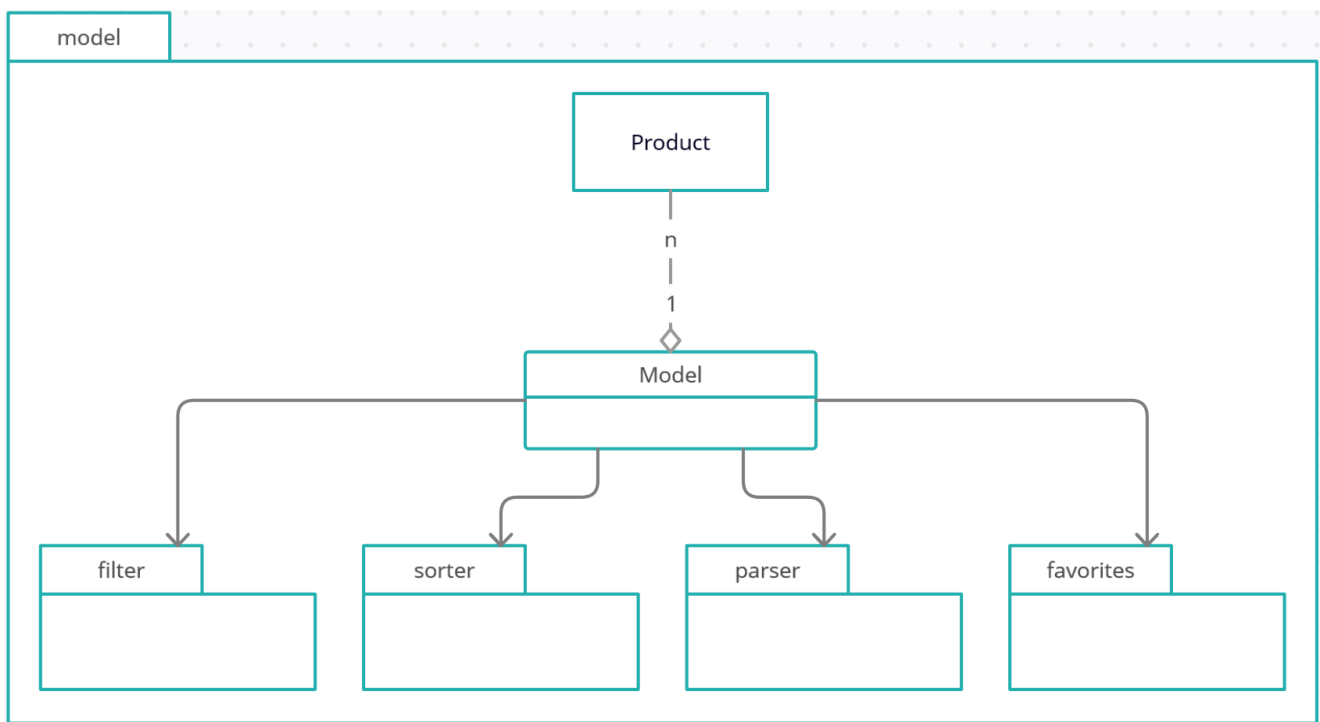 model
Product
n
1
Model
filter
sorter
parser
favorites